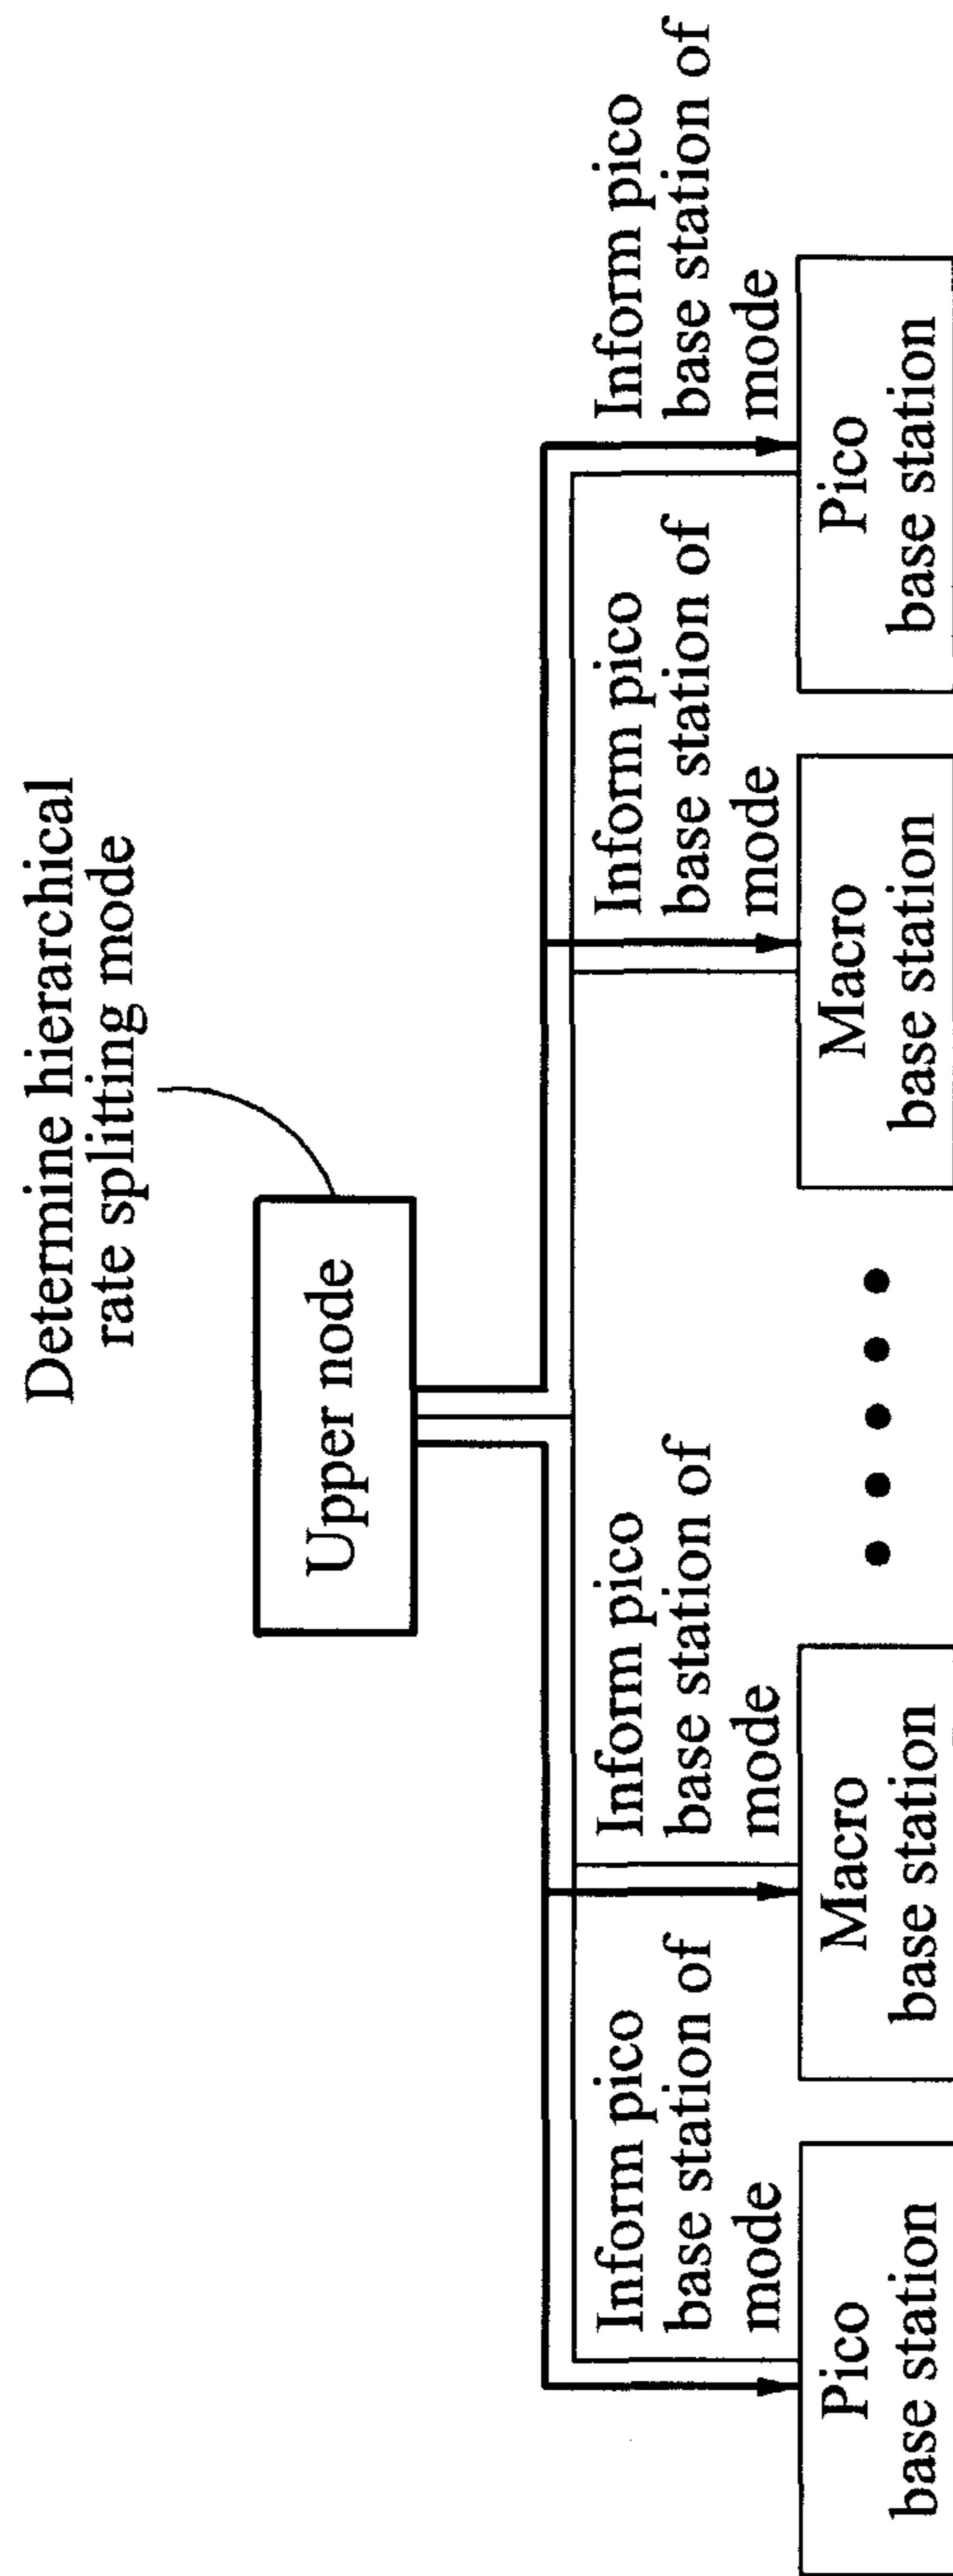 Determine hierarchical
rate splitting mode
Upper node
Inform pico
base station of
mode
Inform pico
base station of
mode
Inform pico
base station of
mode
Inform pico
base station of
mode
Pico
base station
Macro
base station
Macro
base station
Pico
base station